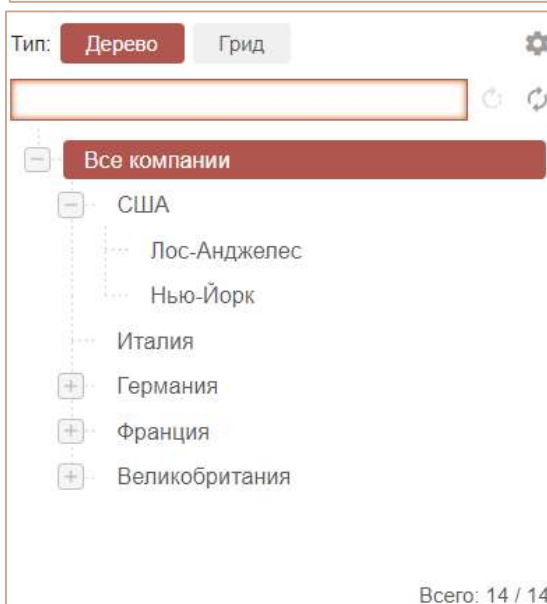 Тип: Дерево Грид
Все компании
США
Лос-Анджелес
Нью-Йорк
Италия
Германия
Франция
Великобритания
Всего: 14 / 14